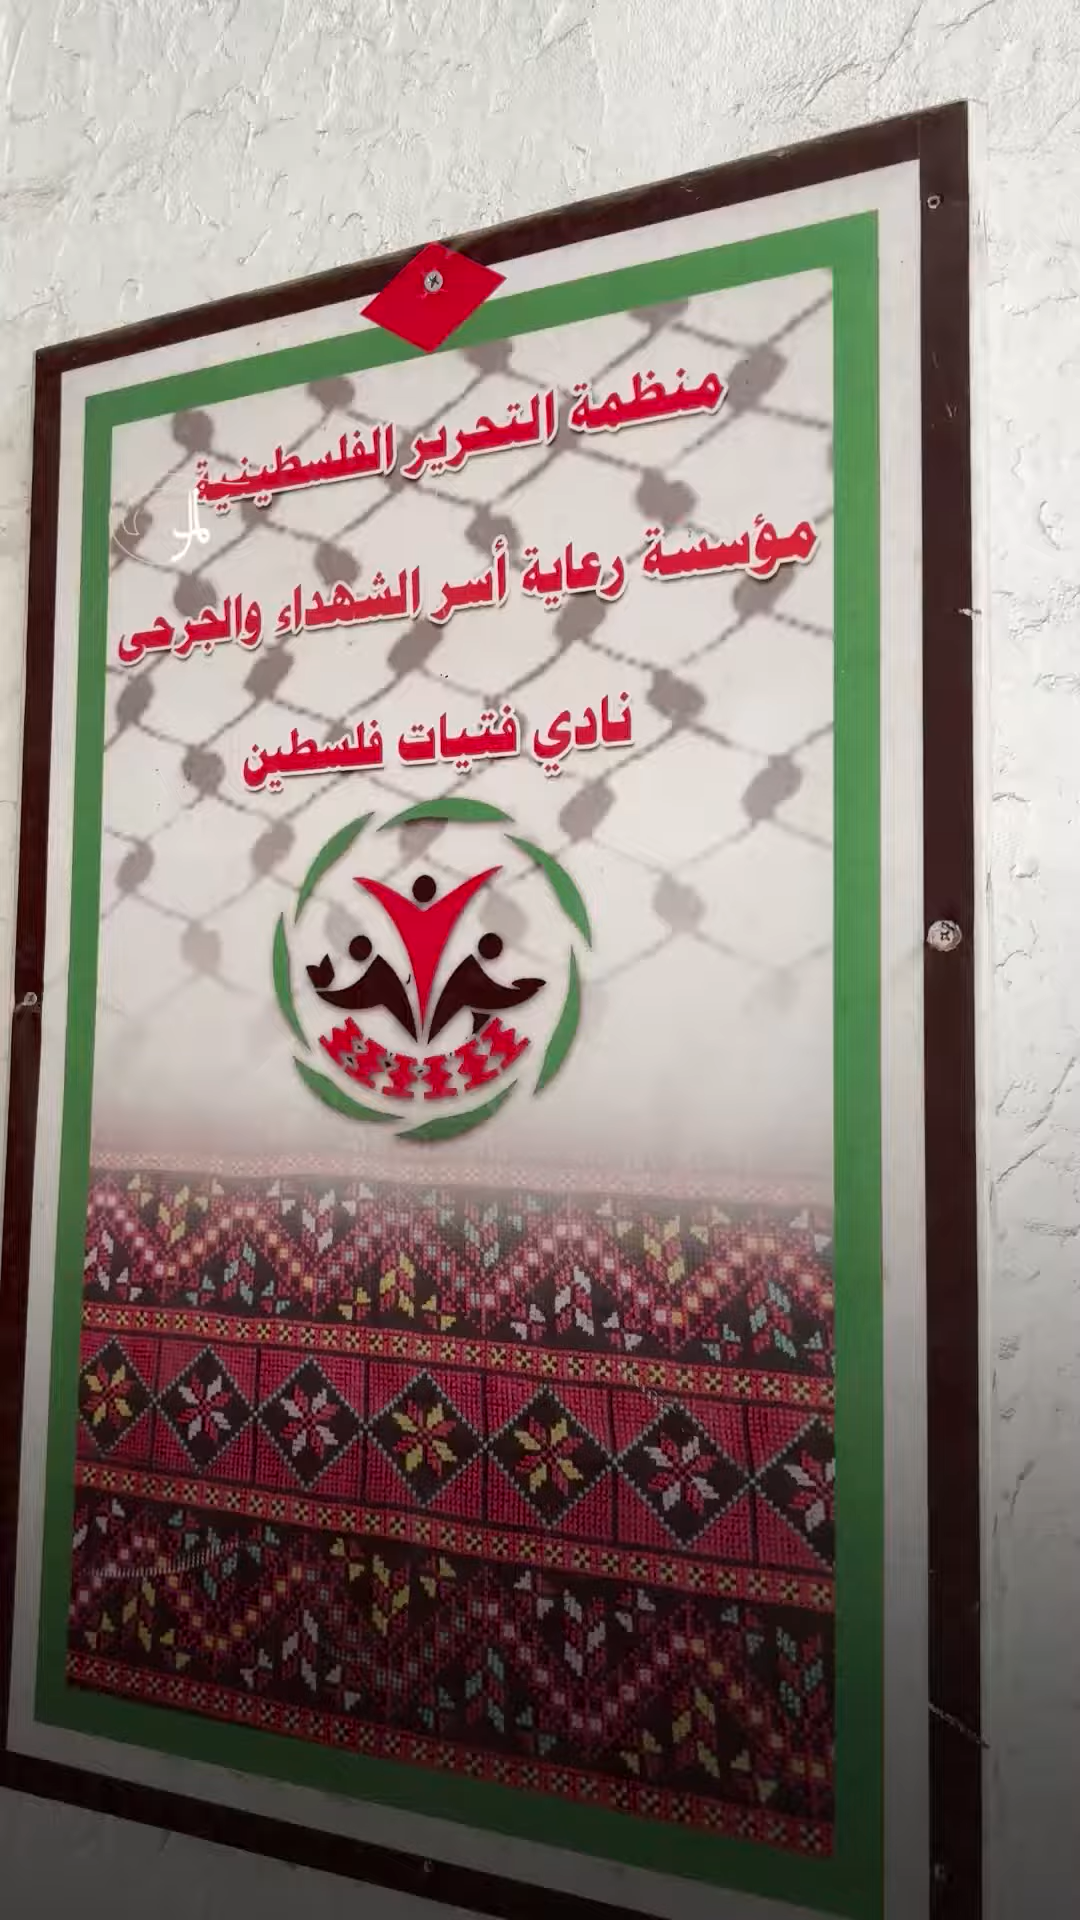 منظمة التحرير الفلسطينية
مؤسسة رعاية أسر الشهداء والجرحى
نادي فتيات فلسطين